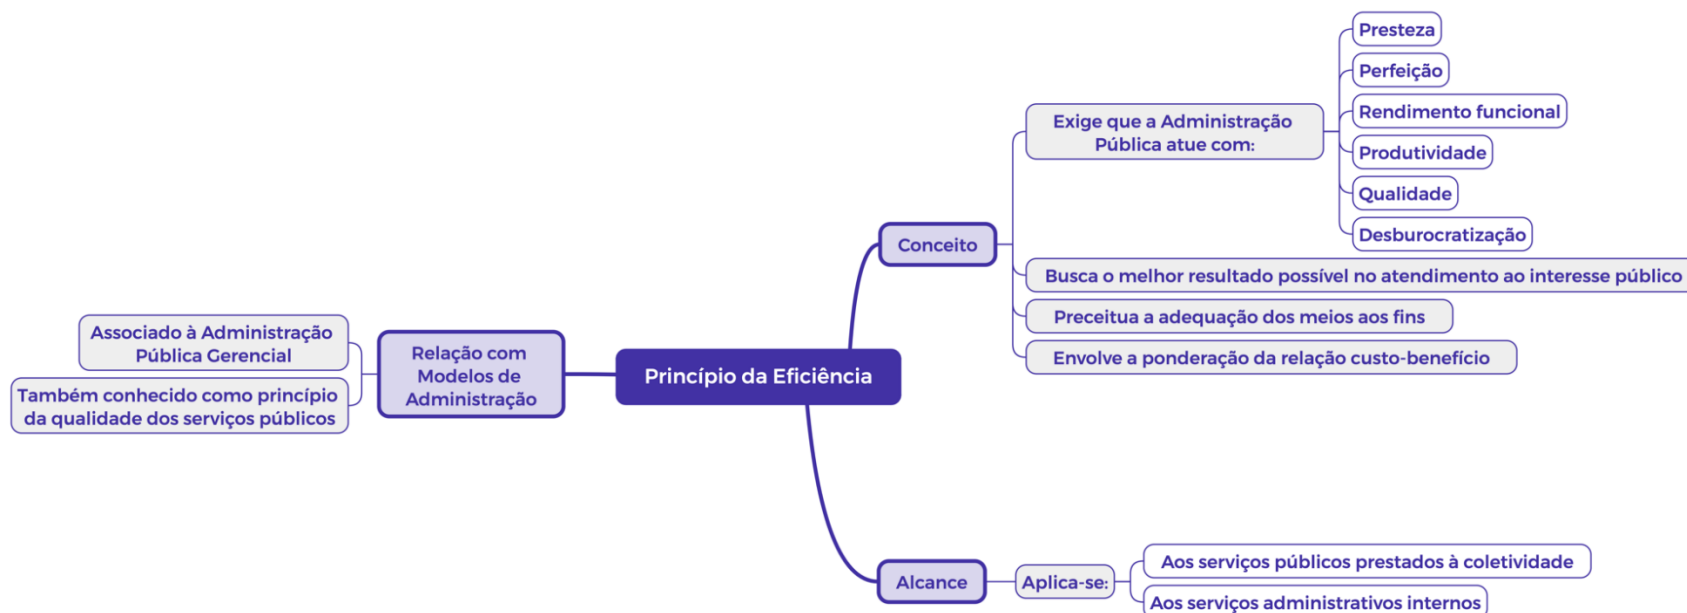 Princípio da Eficiência
Conceito
Exige que a Administração
Pública atue com:
Presteza
Perfeição
Rendimento funcional
Produtividade
Qualidade
Desburocratização
Busca o melhor resultado possível no atendimento ao interesse público
Preceitua a adequação dos meios aos fins
Envolve a ponderação da relação custo-benefício
Relação com
Modelos de
Administração
Associado à Administração
Pública Gerencial
Também conhecido como princípio
da qualidade dos serviços públicos
Alcance
Aplica-se:
Aos serviços públicos prestados à coletividade
Aos serviços administrativos internos